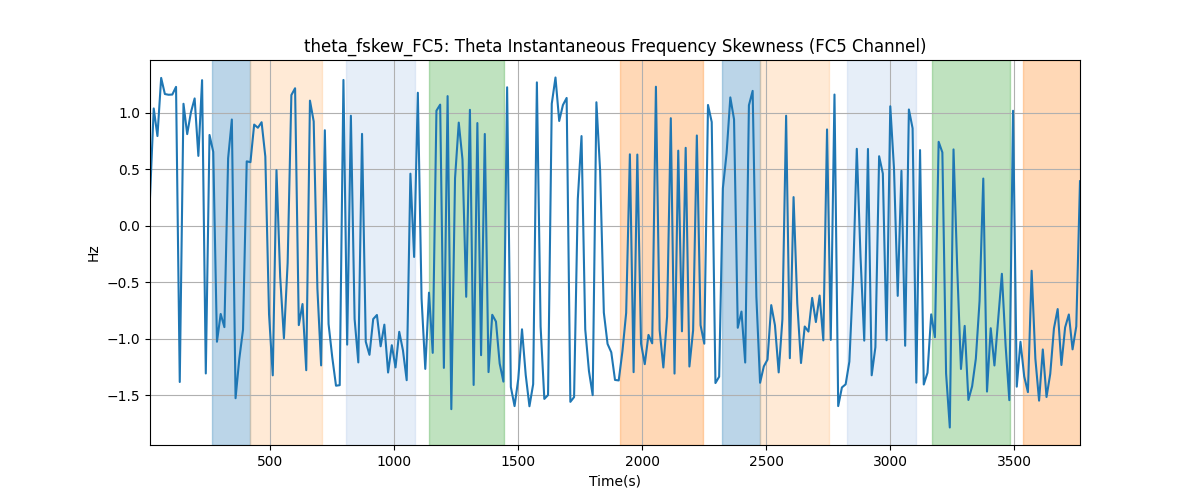 theta_fskew_FC5: Theta Instantaneous Frequency Skewness (FC5 Channel)
1.0
0.5
0.0
−0.5
−1.0
−1.5
Hz
500 1000 1500 2000 2500 3000 3500
Time(s)